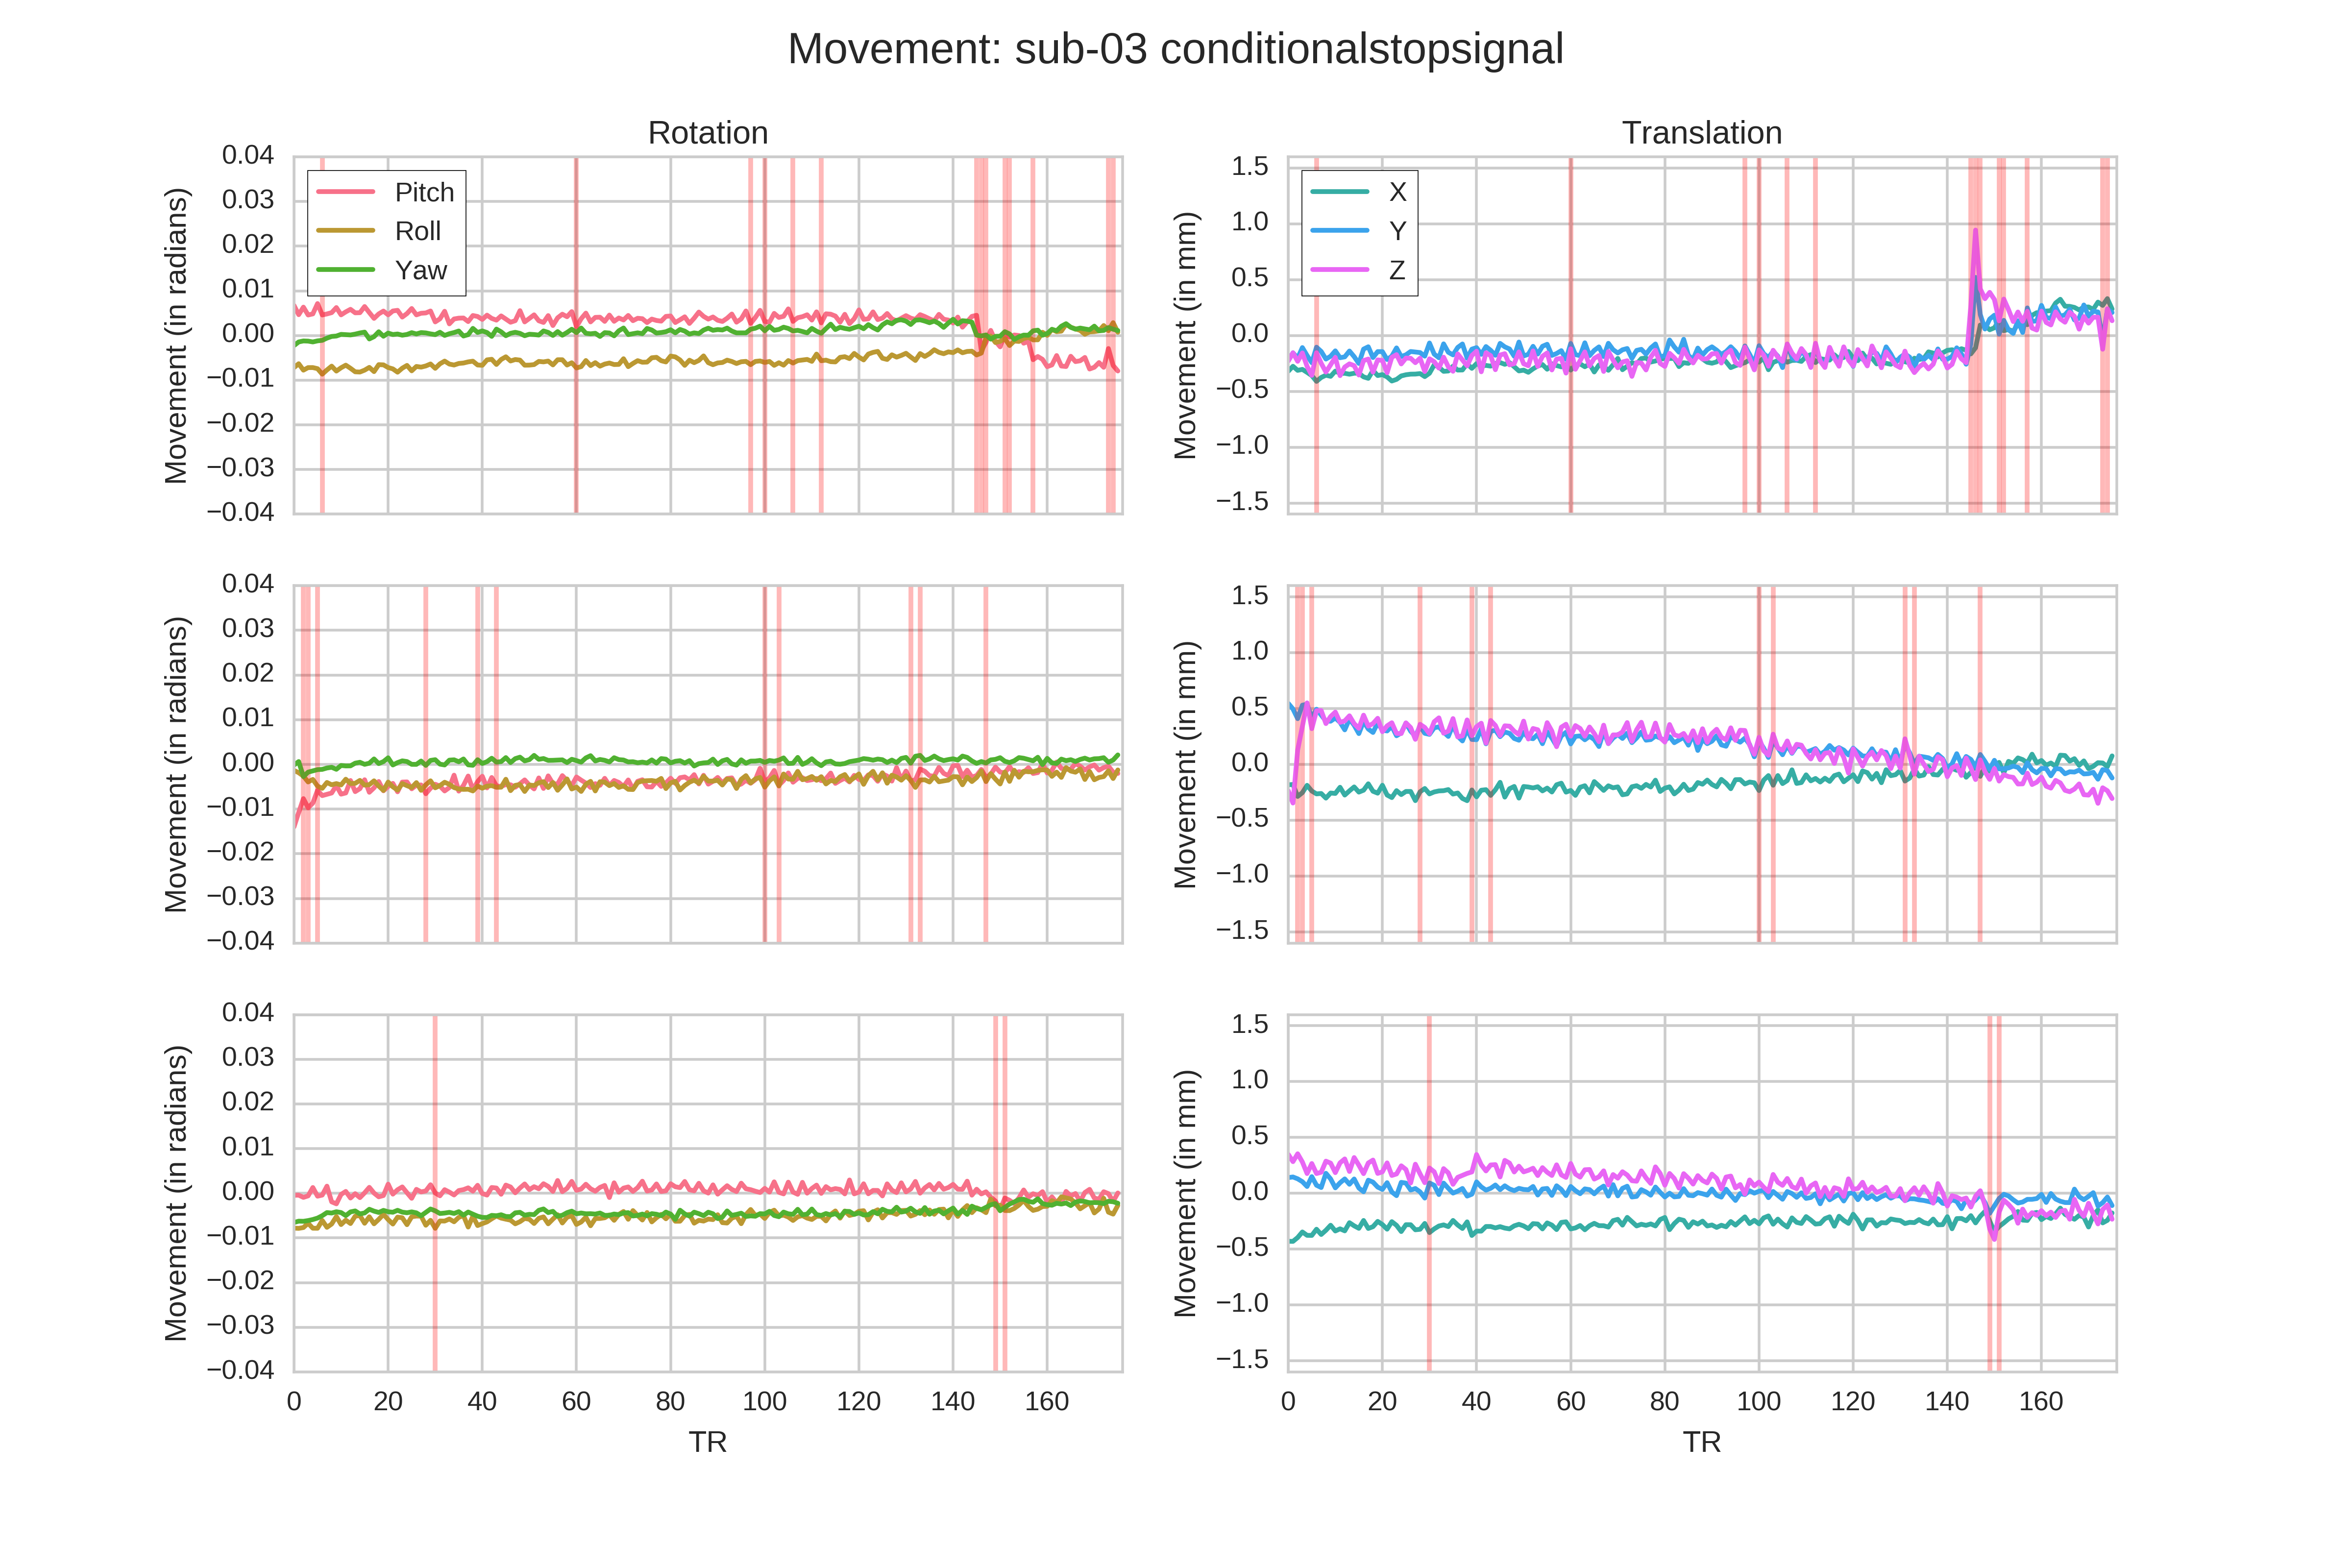 Movement: sub-03 conditionalstopsignal
Rotation
Translation
Movement (in radians)
0.04
0.03
0.02
0.01
0.00
−0.01
−0.02
−0.03
−0.04
Pitch
Roll
Yaw
Movement (in mm)
1.5
1.0
0.5
0.0
−0.5
−1.0
−1.5
X
Y
Z
Movement (in radians)
0.04
0.03
0.02
0.01
0.00
−0.01
−0.02
−0.03
−0.04
Movement (in mm)
1.5
1.0
0.5
0.0
−0.5
−1.0
−1.5
Movement (in radians)
0.04
0.03
0.02
0.01
0.00
−0.01
−0.02
−0.03
−0.04
0 20 40 60 80 100 120 140 160
TR
Movement (in mm)
1.5
1.0
0.5
0.0
−0.5
−1.0
−1.5
0 20 40 60 80 100 120 140 160
TR